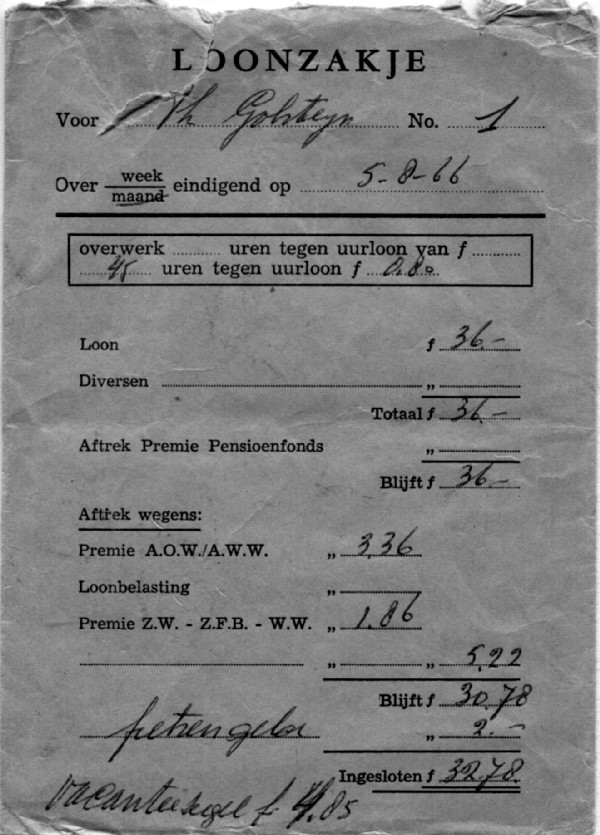 LOONZAKJE
Voor Th Golsteyn No. 1
Over week/maand eindigend op 5-8-66
overwerk ........ uren tegen uurloon van f ........
45 uren tegen uurloon f 0.80
Loon f 36.-
Diversen "
Totaal f 36.-
Aftrek Premie Pensioenfonds "
Blijft f 36.-
Aftrek wegens:
Premie A.O.W./A.W.W. " 3.36
Loonbelasting "
Premie Z.W. - Z.F.B. - W.W. " 1.86
" " 5,22
Blijft f 30.78
fietsengeld " 2.-
Ingesloten f 32.78
vacantiezegel f 4.85